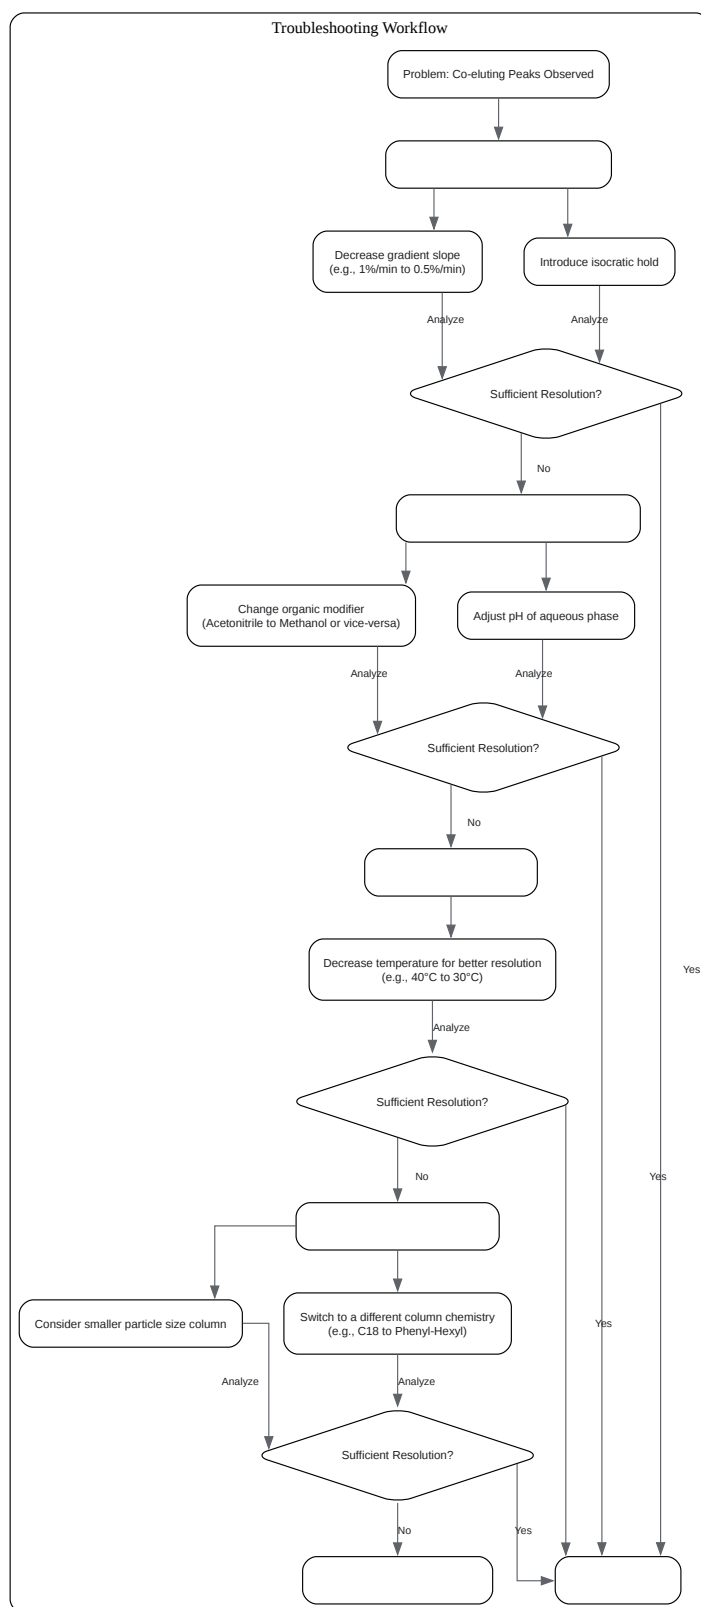 Troubleshooting Workflow
Problem: Co-eluting Peaks Observed
Decrease gradient slope
(e.g., 1%/min to 0.5%/min)
Introduce isocratic hold
Analyze
Analyze
Sufficient Resolution?
No
Change organic modifier
(Acetonitrile to Methanol or vice-versa)
Adjust pH of aqueous phase
Analyze
Analyze
Sufficient Resolution?
No
Decrease temperature for better resolution
(e.g., 40°C to 30°C)
Yes
Analyze
Sufficient Resolution?
No
Yes
Consider smaller particle size column
Switch to a different column chemistry
(e.g., C18 to Phenyl-Hexyl)
Yes
Analyze
Analyze
Sufficient Resolution?
No
Yes